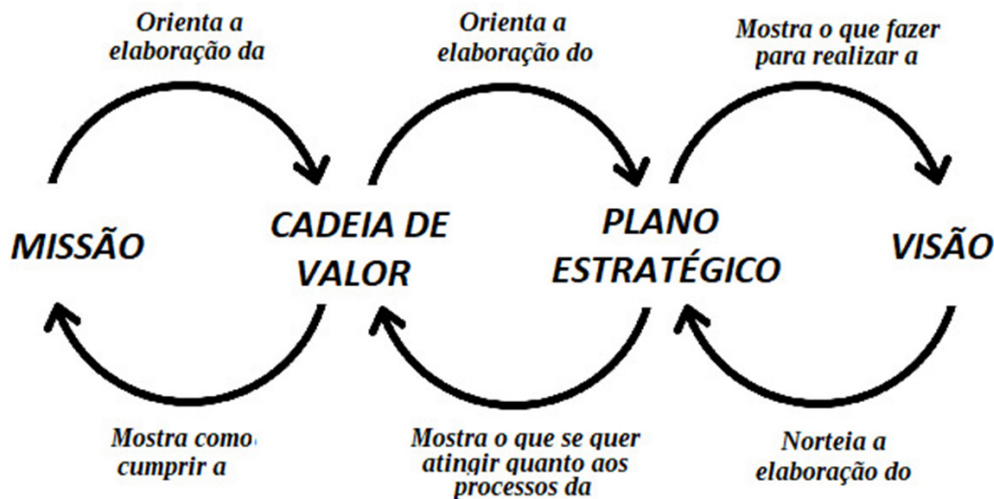 Orienta a
elaboração da
Orienta a
elaboração do
Mostra o que fazer
para realizar a
MISSÃO
CADEIA DE
VALOR
PLANO
ESTRATÉGICO
VISÃO
Mostra como
cumprir a
Mostra o que se quer
atingir quanto aos
processos da
Norteia a
elaboração do